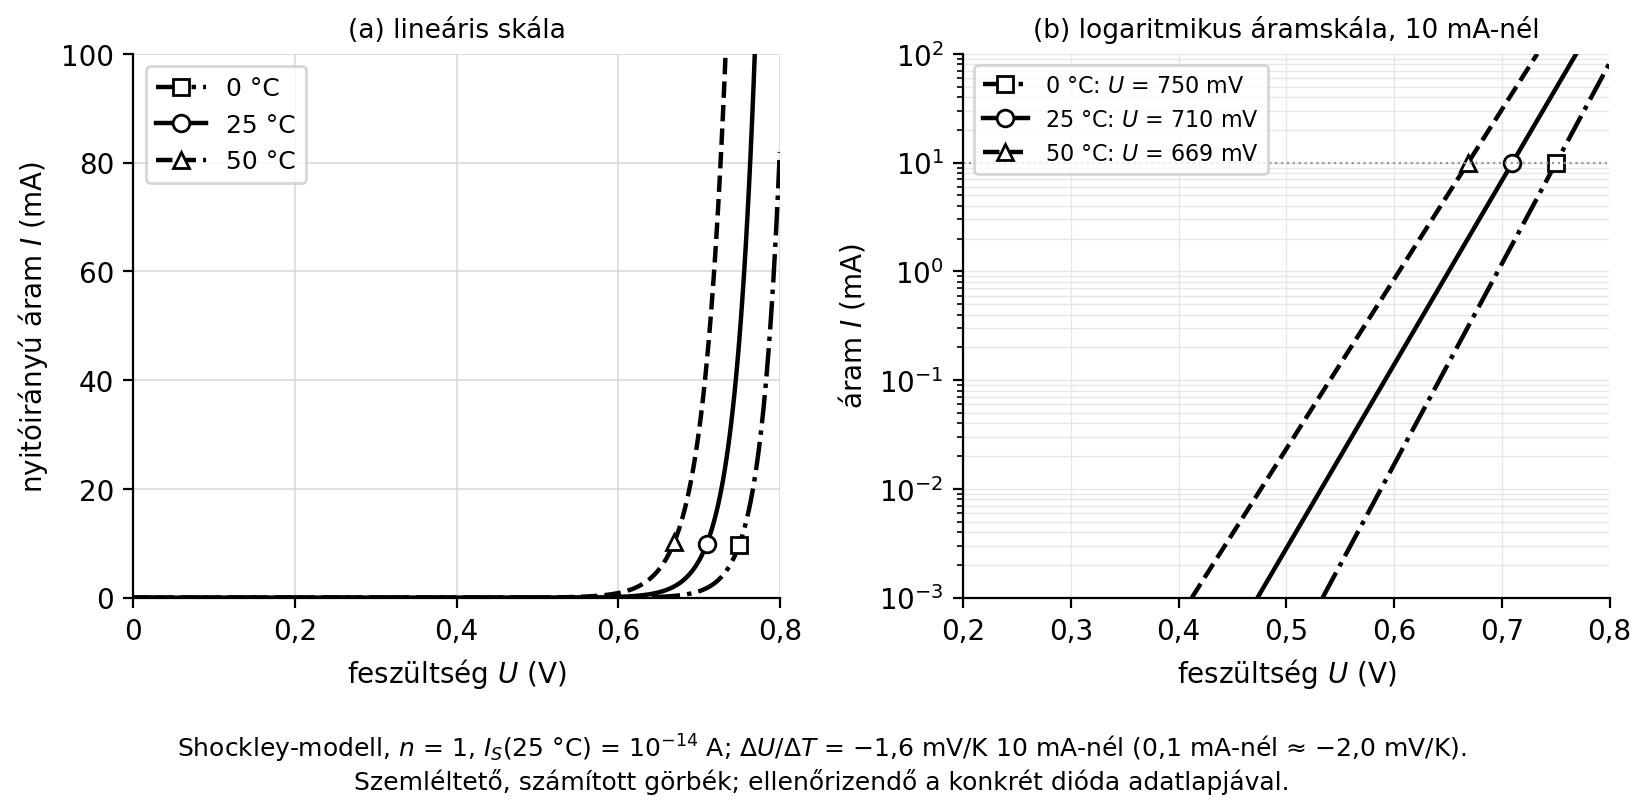 (a) lineáris skála
100
80
60
40
20
0
nyitóirányú áram I (mA)
0 °C
25 °C
50 °C
0
0,2
0,4
0,6
0,8
feszültség U (V)
(b) logaritmikus áramskála, 10 mA-nél
10²
10¹
10⁰
10⁻¹
10⁻²
10⁻³
áram I (mA)
0 °C: U = 750 mV
25 °C: U = 710 mV
50 °C: U = 669 mV
0,2
0,3
0,4
0,5
0,6
0,7
0,8
feszültség U (V)
Shockley-modell, n = 1, I_S(25 °C) = 10⁻¹⁴ A; ΔU/ΔT = −1,6 mV/K 10 mA-nél (0,1 mA-nél ≈ −2,0 mV/K).
Szemléltető, számított görbék; ellenőrizendő a konkrét dióda adatlapjával.